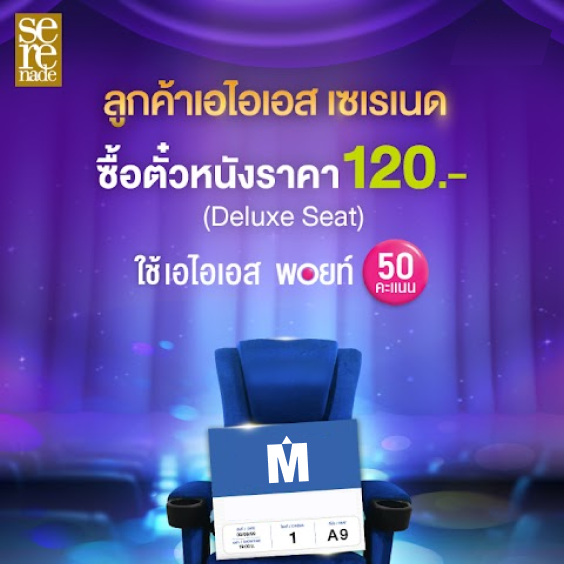 se
re
nade
ลูกค้าเอไอเอส เซเรเนด
ซื้อตั๋วหนังราคา 120.-
(Deluxe Seat)
ใช้ เอไอเอส พอยท์ 50 คะแนน
M
1
A9